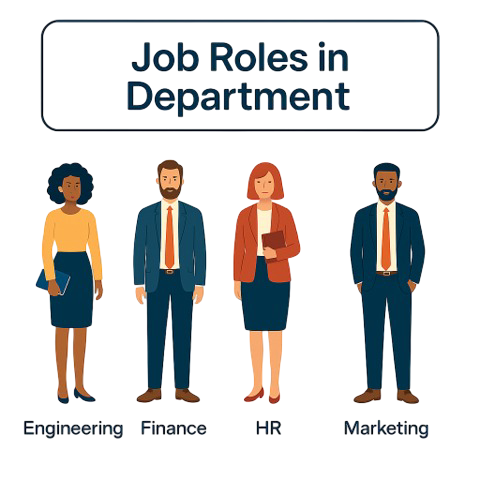 Job Roles in
Department
Engineering Finance HR Marketing